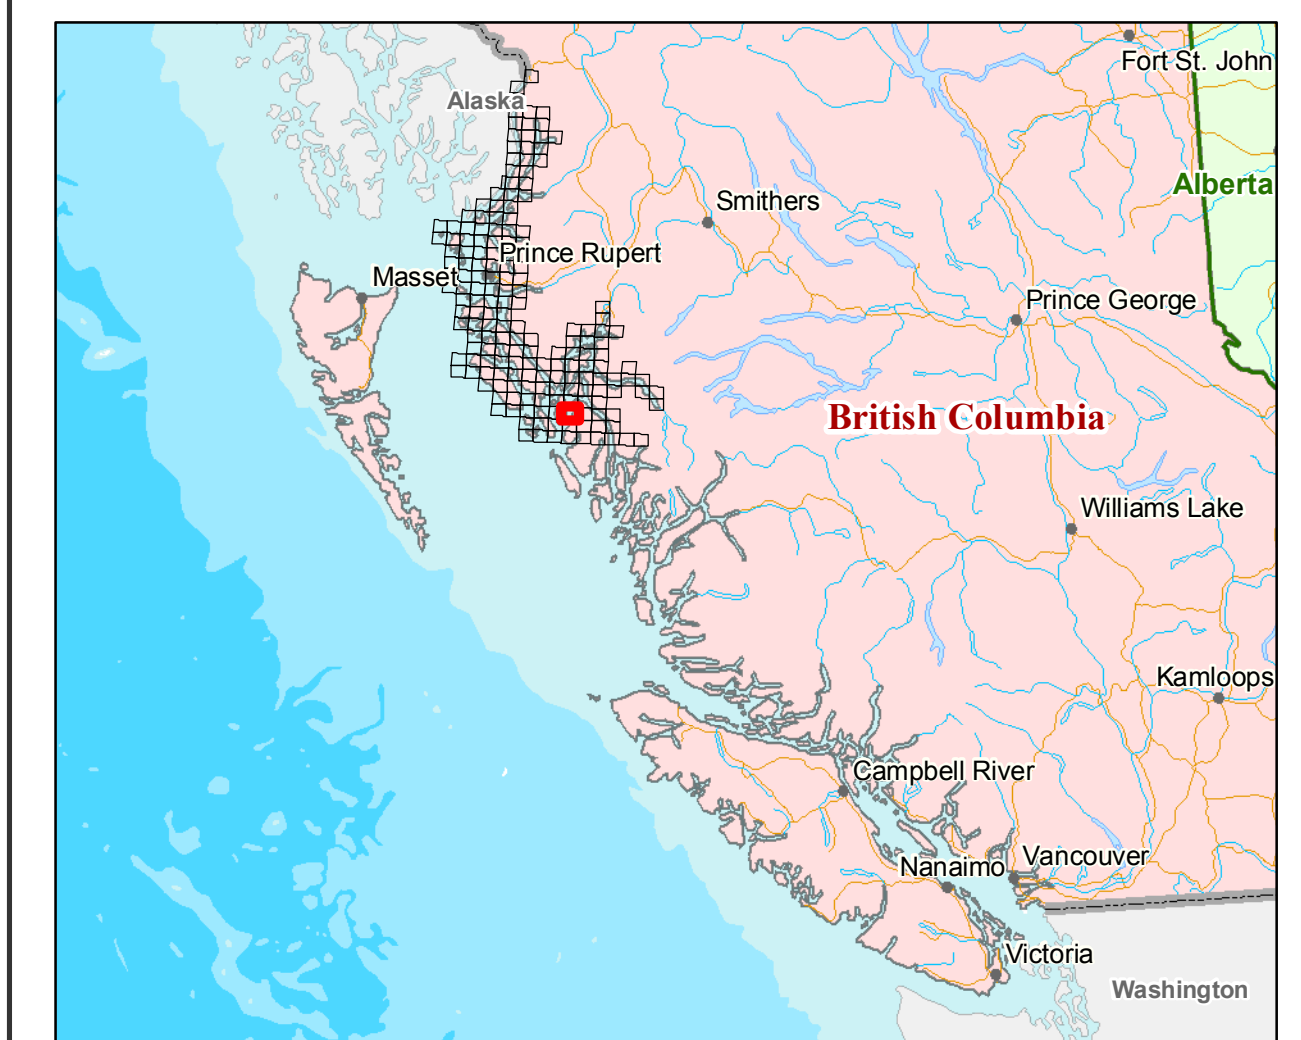 Fort St. John
Alaska
Alberta
Smithers
Prince Rupert
Masset
Prince George
British Columbia
Williams Lake
Kamloops
Campbell River
Vancouver
Nanaimo
Victoria
Washington